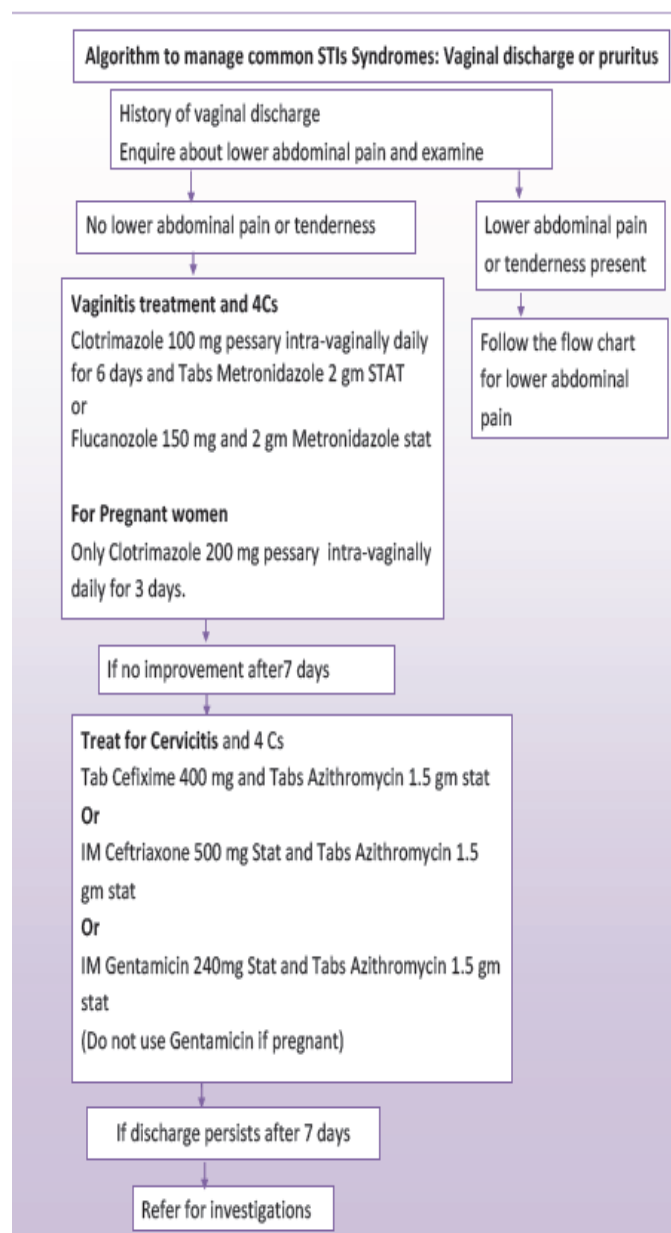 Algorithm to manage common STIs Syndromes: Vaginal discharge or pruritus
History of vaginal discharge
Enquire about lower abdominal pain and examine
No lower abdominal pain or tenderness
Lower abdominal pain
or tenderness present
Vaginitis treatment and 4Cs
Clotrimazole 100 mg pessary intra-vaginally daily
for 6 days and Tabs Metronidazole 2 gm STAT
or
Flucanozole 150 mg and 2 gm Metronidazole stat
For Pregnant women
Only Clotrimazole 200 mg pessary intra-vaginally
daily for 3 days.
Follow the flow chart
for lower abdominal
pain
If no improvement after7 days
Treat for Cervicitis and 4 Cs
Tab Cefixime 400 mg and Tabs Azithromycin 1.5 gm stat
Or
IM Ceftriaxone 500 mg Stat and Tabs Azithromycin 1.5
gm stat
Or
IM Gentamicin 240mg Stat and Tabs Azithromycin 1.5 gm
stat
(Do not use Gentamicin if pregnant)
If discharge persists after 7 days
Refer for investigations